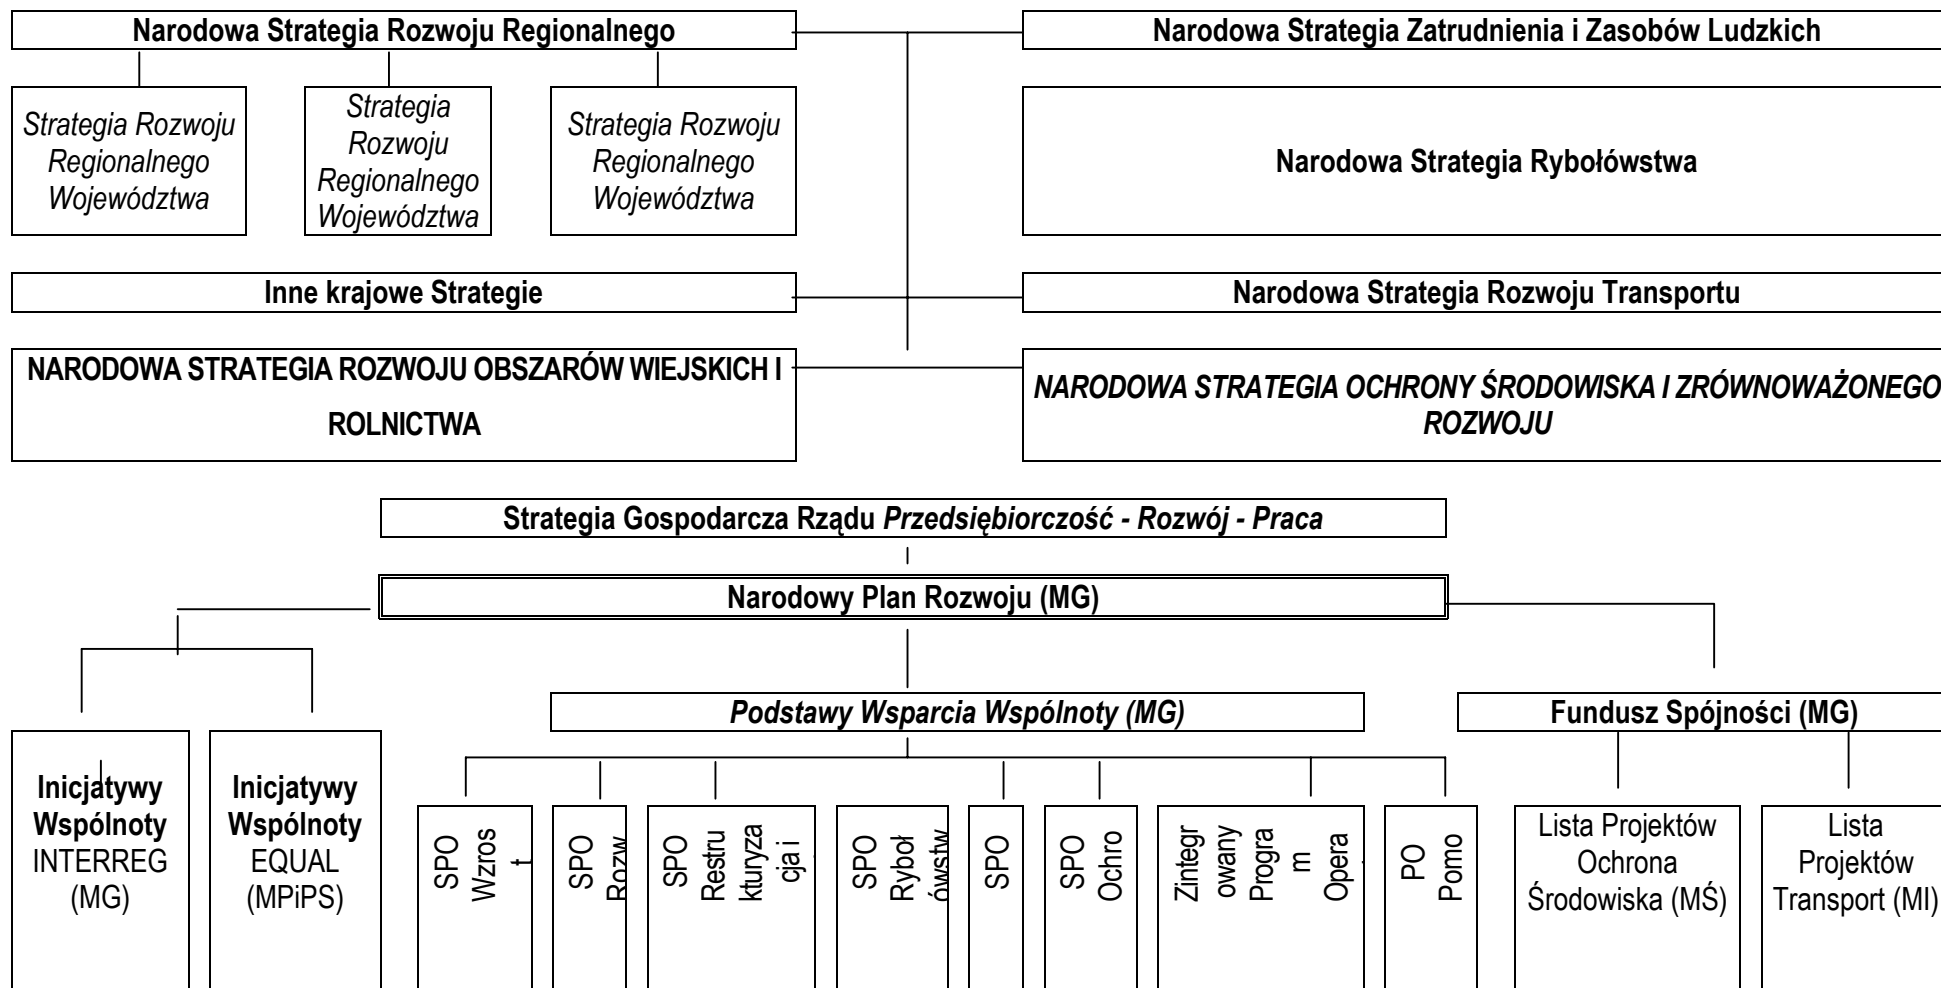 Narodowa Strategia Rozwoju Regionalnego
Narodowa Strategia Zatrudnienia i Zasobów Ludzkich
Strategia Rozwoju
Regionalnego
Województwa
Strategia
Rozwoju
Regionalnego
Województwa
Strategia Rozwoju
Regionalnego
Województwa
Narodowa Strategia Rybołówstwa
Inne krajowe Strategie
Narodowa Strategia Rozwoju Transportu
NARODOWA STRATEGIA ROZWOJU OBSZARÓW WIEJSKICH I
ROLNICTWA
NARODOWA STRATEGIA OCHRONY ŚRODOWISKA I ZRÓWNOWAŻONEGO
ROZWOJU
Strategia Gospodarcza Rządu Przedsiębiorczość - Rozwój - Praca
Narodowy Plan Rozwoju (MG)
Podstawy Wsparcia Wspólnoty (MG)
Fundusz Spójności (MG)
Inicjatywy
Wspólnoty
INTERREG
(MG)
Inicjatywy
Wspólnoty
EQUAL
(MPiPS)
SPO
Wzros
t
SPO
Rozw
SPO
Restru
kturyza
cja i
SPO
Ryboł
ówstw
SPO
SPO
Ochro
Zintegr
owany
Progra
m
Opera
PO
Pomo
Lista Projektów
Ochrona
Środowiska (MŚ)
Lista
Projektów
Transport (MI)